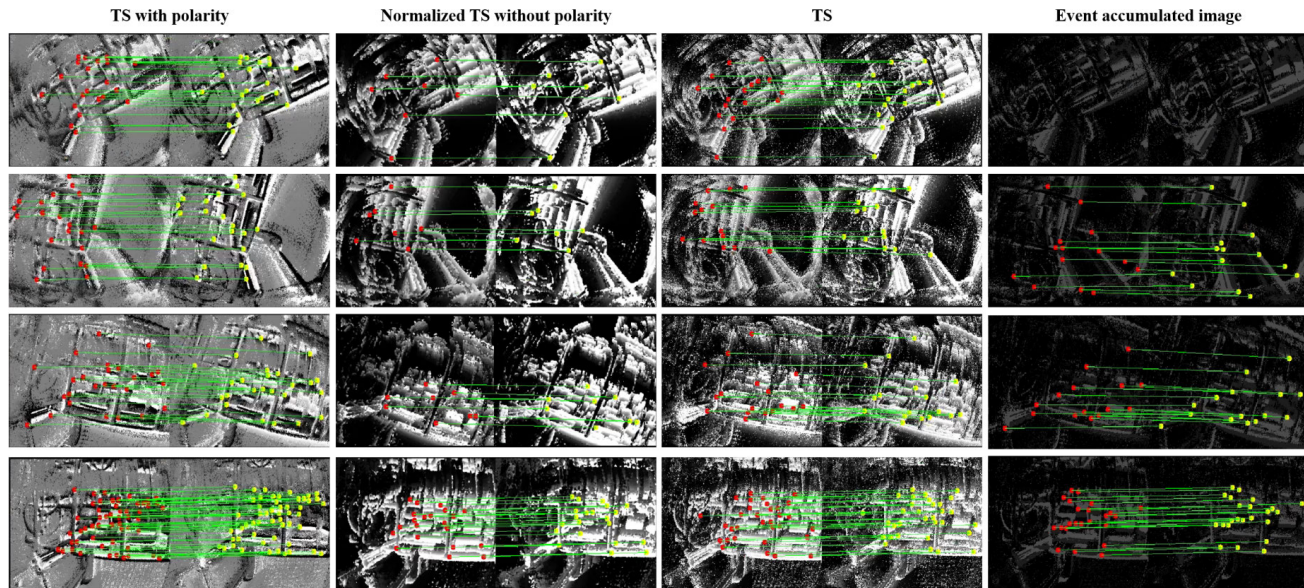 TS with polarity
Normalized TS without polarity
TS
Event accumulated image